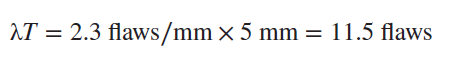 λT = 2.3 flaws/mm × 5 mm = 11.5 flaws